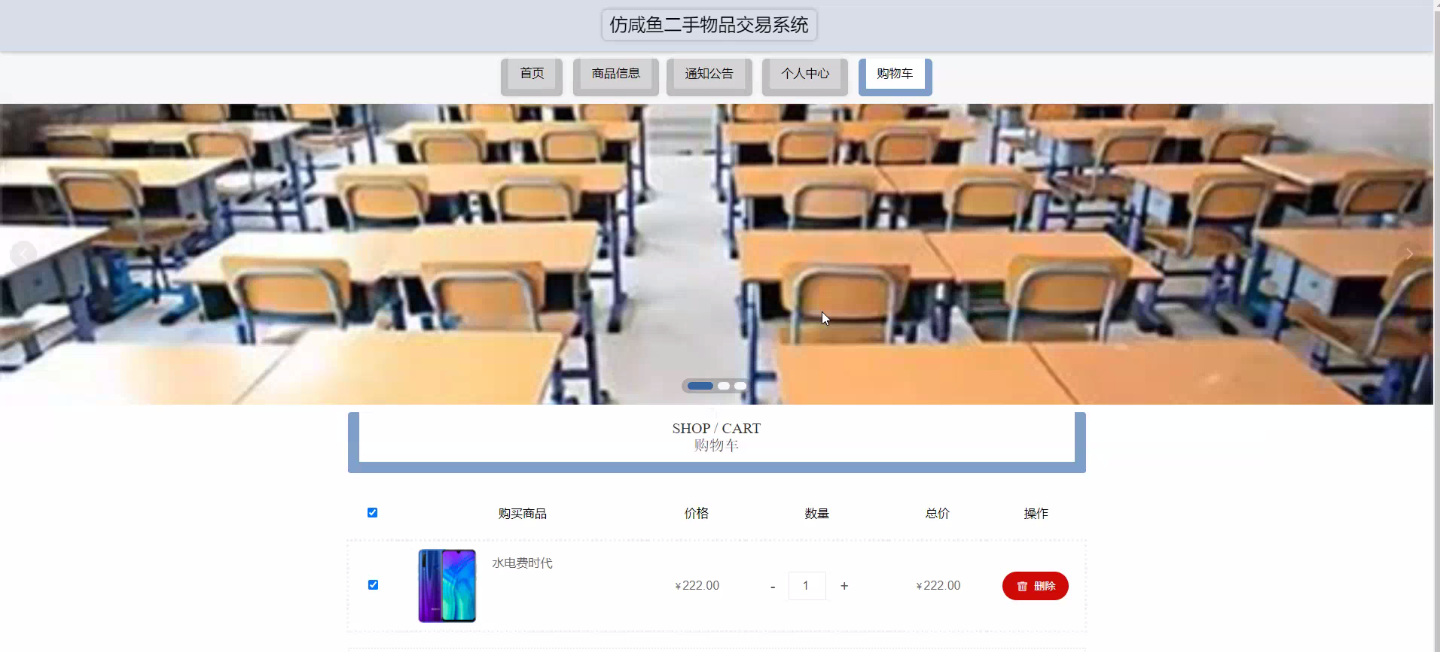 仿咸鱼二手物品交易系统
首页 商品信息 通知公告 个人中心 购物车
SHOP / CART
购物车
购买商品 价格 数量 总价 操作
水电费时代
¥222.00 - 1 + ¥222.00 删除